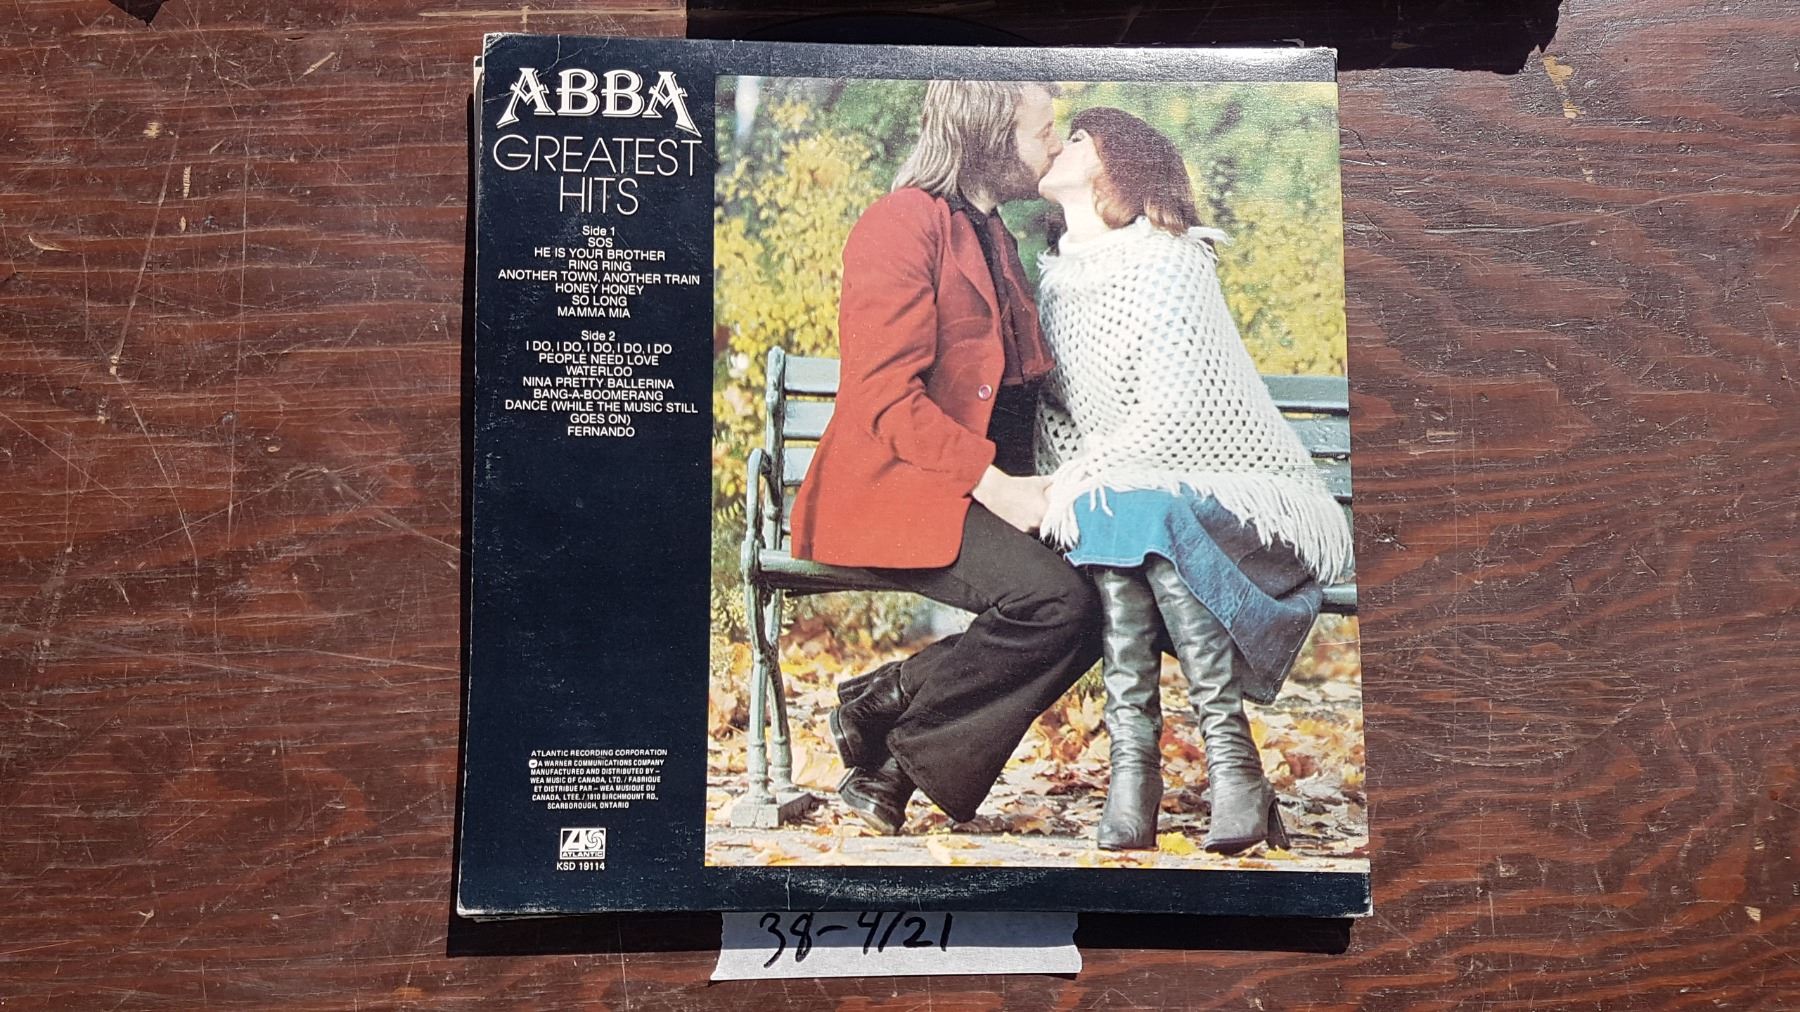 ABBA
GREATEST
HITS
Side 1
SOS
HE IS YOUR BROTHER
RING RING
ANOTHER TOWN, ANOTHER TRAIN
HONEY HONEY
SO LONG
MAMMA MIA
Side 2
I DO, I DO, I DO, I DO, I DO
PEOPLE NEED LOVE
WATERLOO
NINA PRETTY BALLERINA
BANG-A-BOOMERANG
DANCE (WHILE THE MUSIC STILL
GOES ON)
FERNANDO
ATLANTIC RECORDING CORPORATION
A WARNER COMMUNICATIONS COMPANY
MANUFACTURED AND DISTRIBUTED BY –
WEA MUSIC OF CANADA, LTD. / FABRIQUE
ET DISTRIBUE PAR – WEA MUSIQUE DU
CANADA, LTEE. / 1810 BIRCHMOUNT RD.,
SCARBOROUGH, ONTARIO
ATLANTIC
KSD 19114
38-4/21